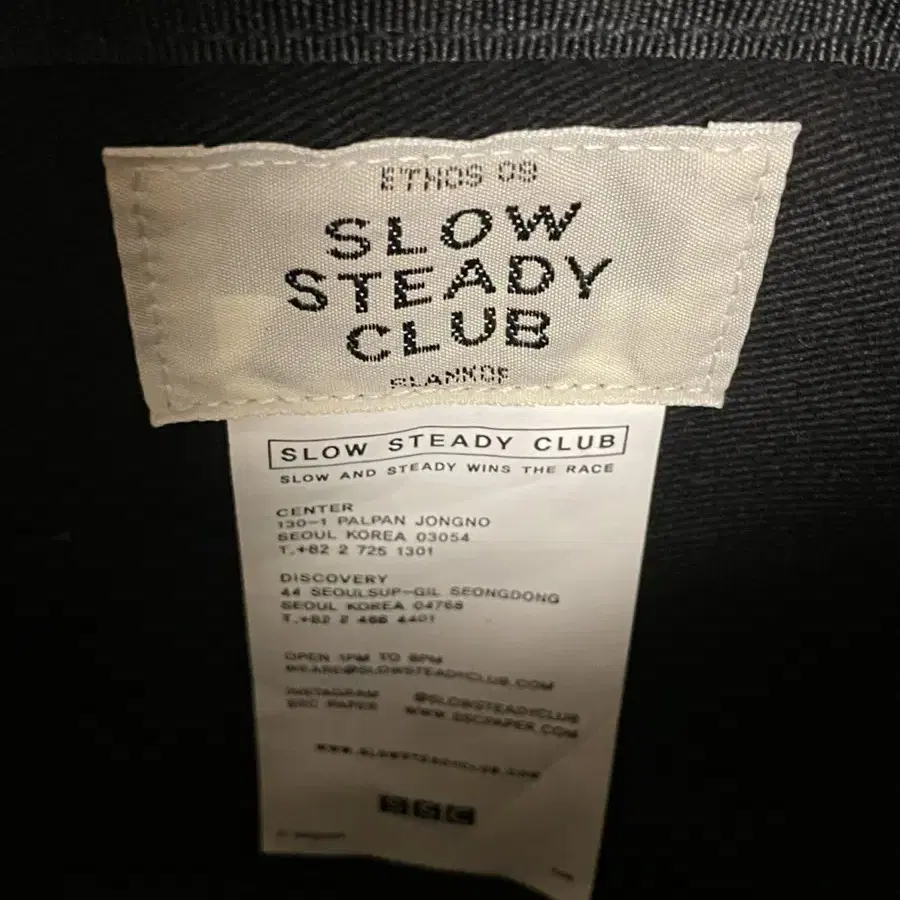 ETHOS 09
SLOW
STEADY
CLUB
BLANKOF
SLOW STEADY CLUB
SLOW AND STEADY WINS THE RACE
CENTER
130-1 PALPAN JONGNO
SEOUL KOREA 03054
T.+82 2 725 1301
DISCOVERY
44 SEOULSUP-GIL SEONGDONG
SEOUL KOREA 04768
T.+82 2 466 4401
OPEN 1PM TO 8PM
WEARE@SLOWSTEADYCLUB.COM
INSTAGRAM @SLOWSTEADYCLUB
SSC PAPER WWW.SSCPAPER.COM
WWW.SLOWSTEADYCLUB.COM
SSC